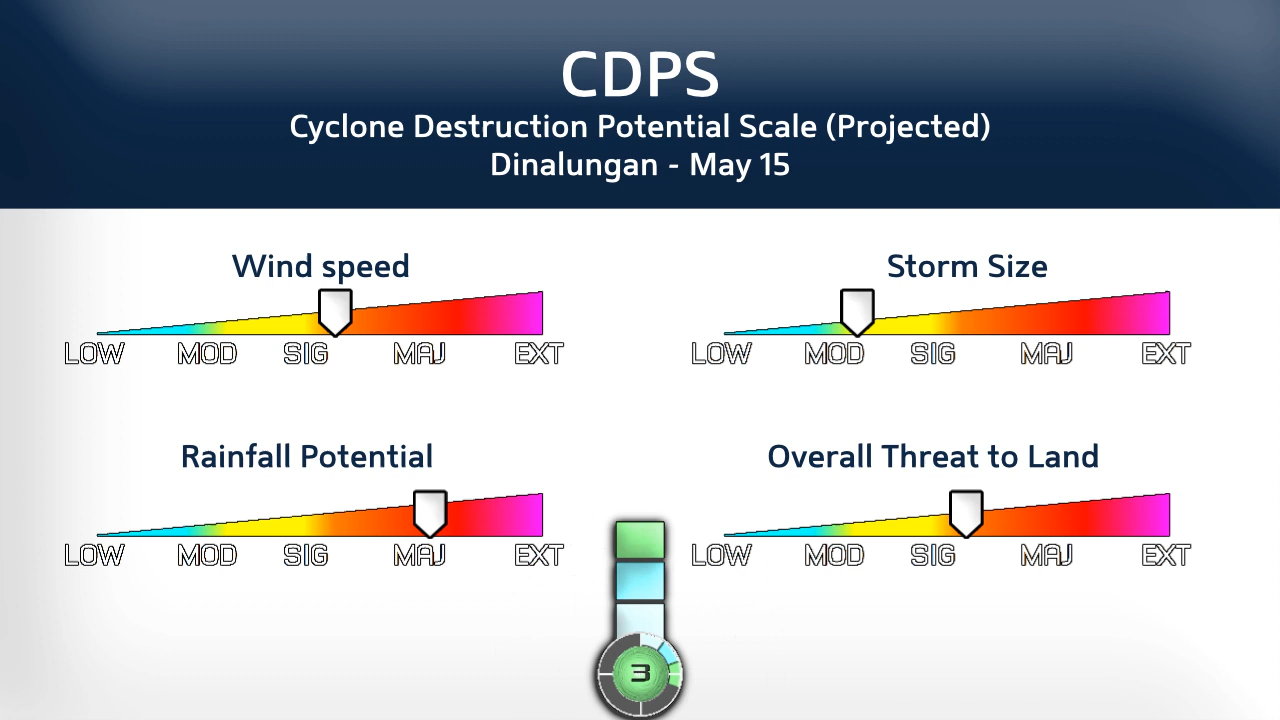 CDPS
Cyclone Destruction Potential Scale (Projected)
Dinalungan - May 15
Wind speed
LOW MOD SIG MAJ EXT
Storm Size
LOW MOD SIG MAJ EXT
Rainfall Potential
LOW MOD SIG MAJ EXT
Overall Threat to Land
LOW MOD SIG MAJ EXT
3